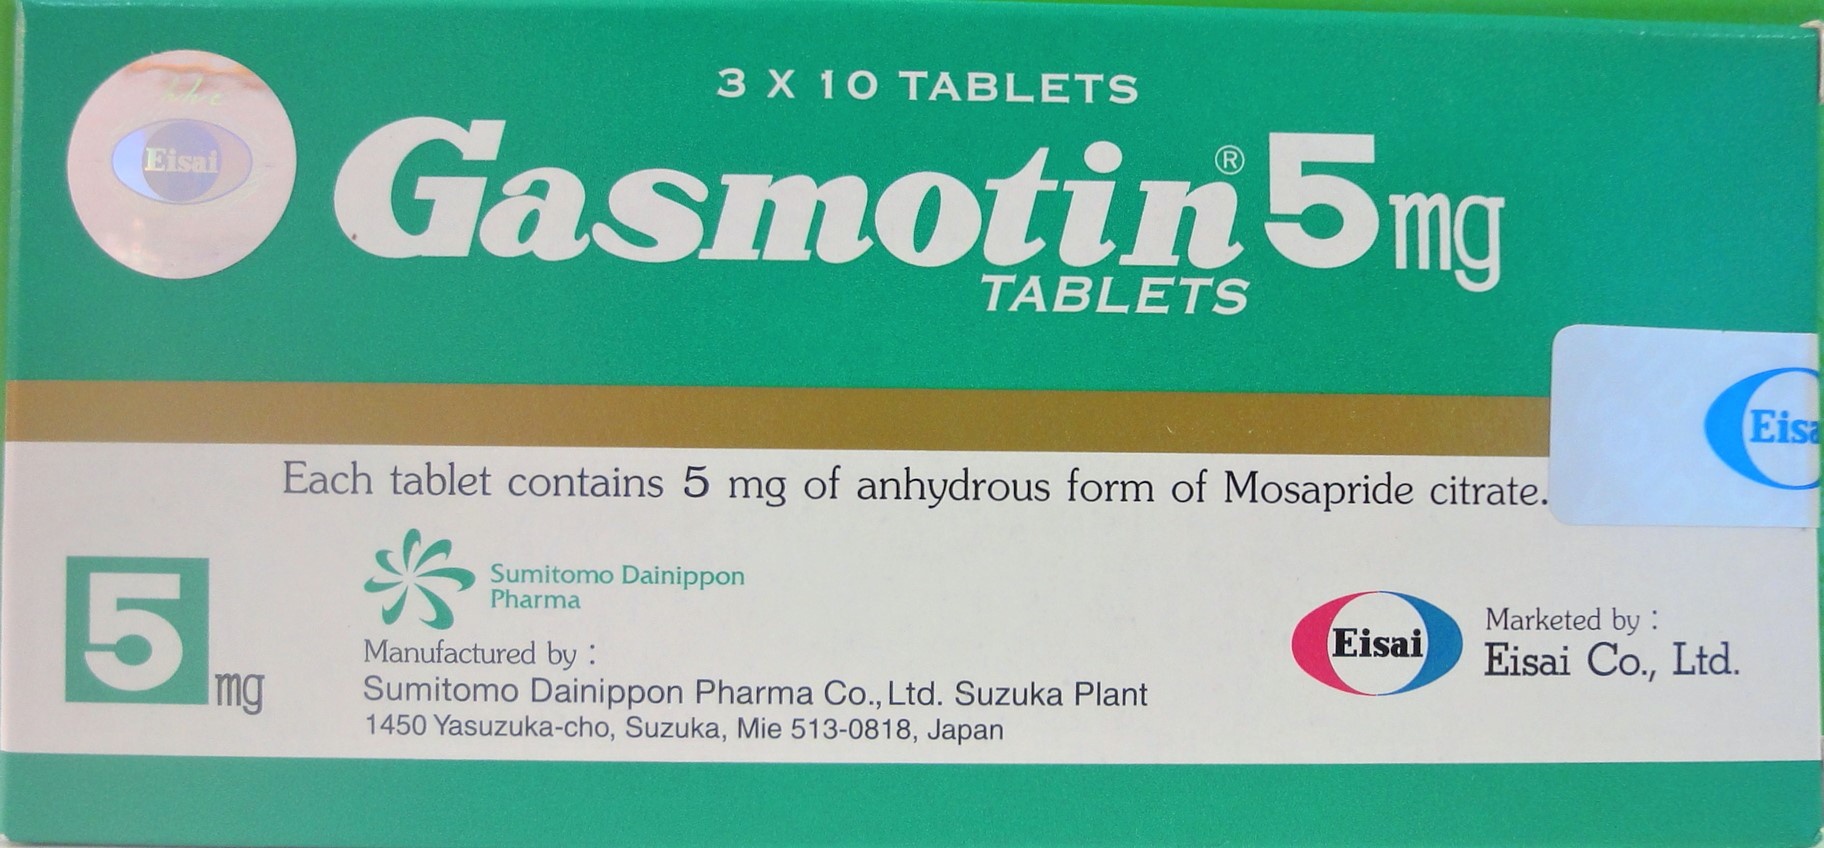 3 X 10 TABLETS
Eisai
Gasmotin® 5 mg
TABLETS
Each tablet contains 5 mg of anhydrous form of Mosapride citrate.
5 mg
Sumitomo Dainippon
Pharma
Manufactured by :
Sumitomo Dainippon Pharma Co., Ltd. Suzuka Plant
1450 Yasuzuka-cho, Suzuka, Mie 513-0818, Japan
Eisai
Marketed by :
Eisai Co., Ltd.